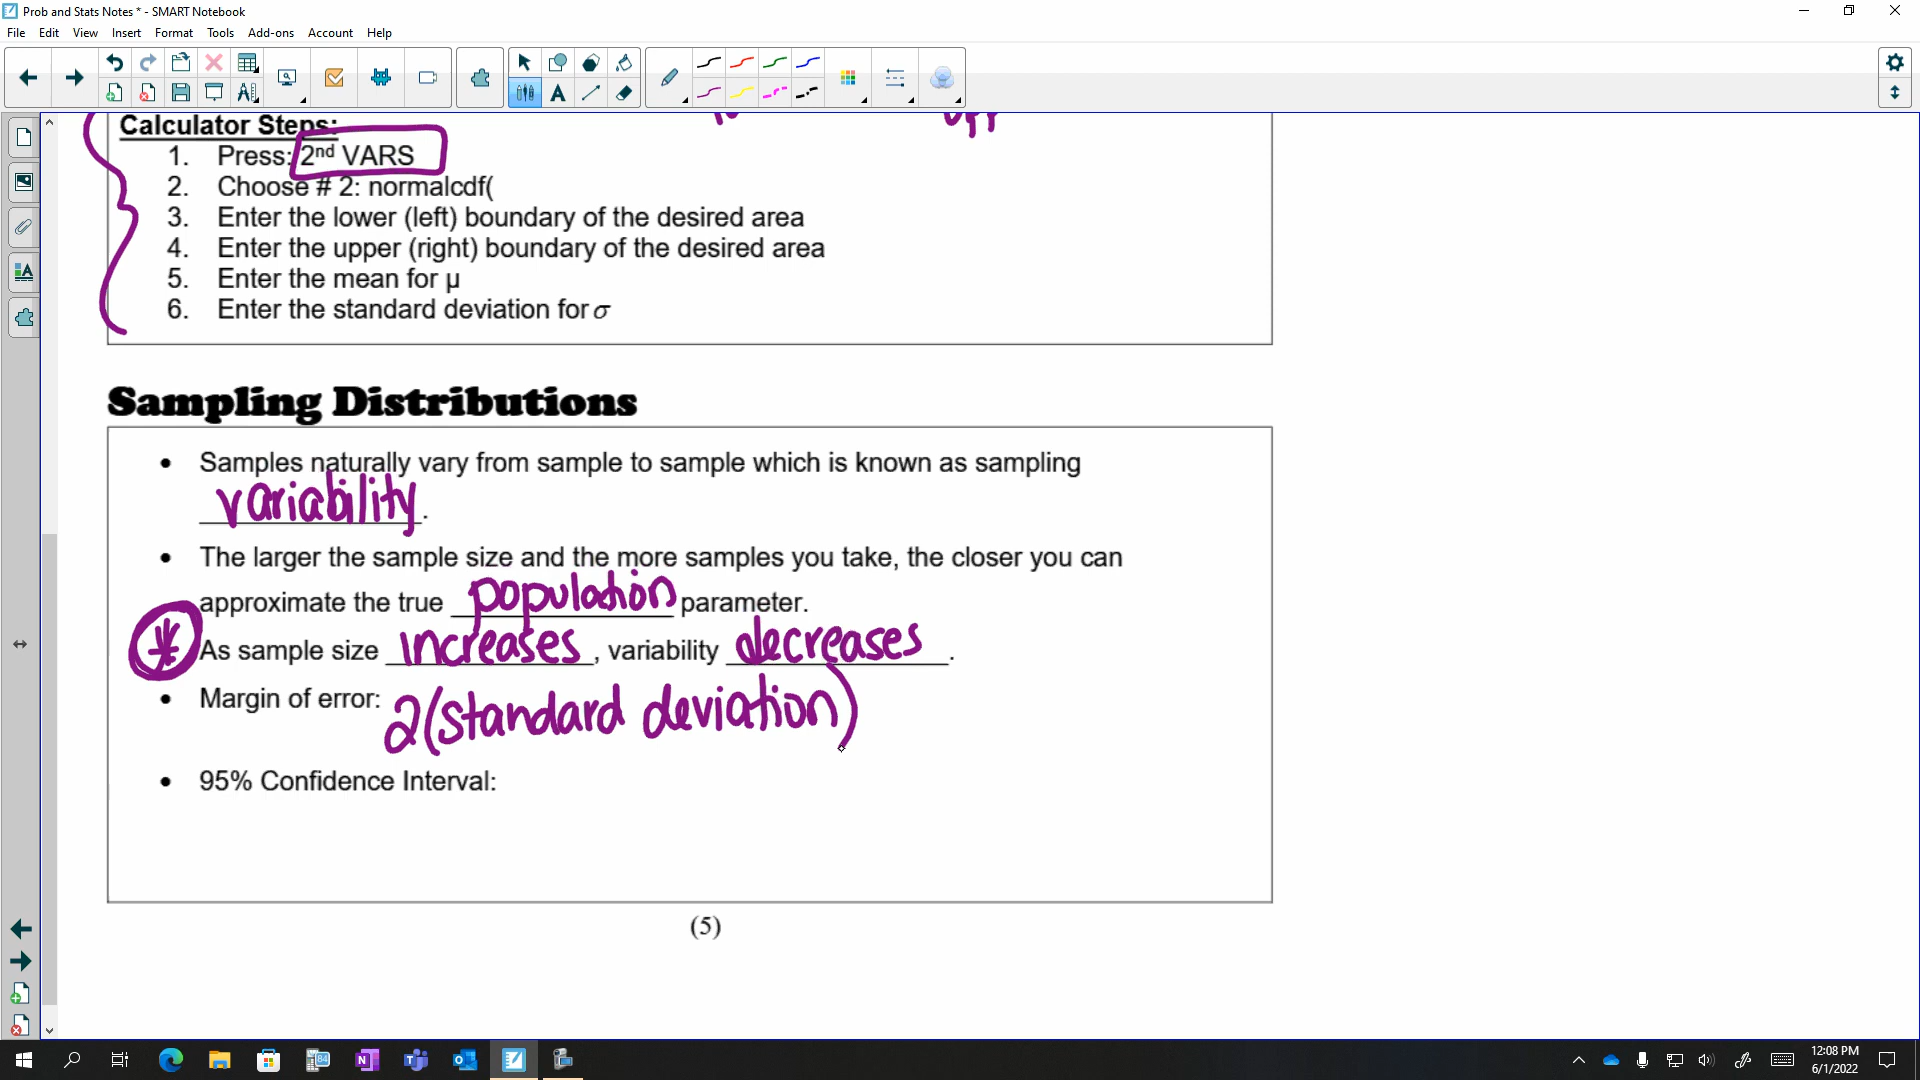 Prob and Stats Notes * - SMART Notebook
File Edit View Insert Format Tools Add-ons Account Help
Calculator Steps:
1. Press: 2nd VARS
2. Choose # 2: normalcdf(
3. Enter the lower (left) boundary of the desired area
4. Enter the upper (right) boundary of the desired area
5. Enter the mean for μ
6. Enter the standard deviation for σ
Sampling Distributions
• Samples naturally vary from sample to sample which is known as sampling
variability.
• The larger the sample size and the more samples you take, the closer you can
approximate the true population parameter.
* As sample size increases, variability decreases.
• Margin of error: 2(standard deviation)
• 95% Confidence Interval:
(5)
12:08 PM
6/1/2022